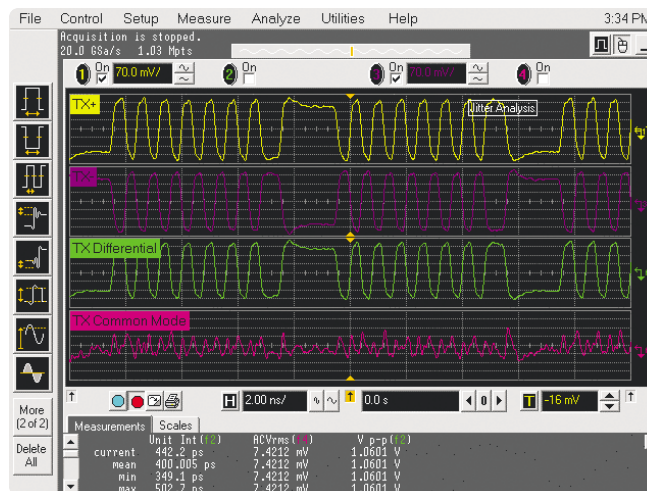 File Control Setup Measure Analyze Utilities Help 3:34 PM
Acquisition is stopped.
20.0 GSa/s 1.03 Mpts
1 On 70.0 mV/ 2 On 3 On 70.0 mV/ 4 On
TX+
Jitter Analysis
TX-
TX Differential
TX Common Mode
H 2.00 ns/ T 0.0 s 0 T -16 mV T
More
(2 of 2)
Delete
All
Measurements Scales
Unit Int(f2) ACVrms(f4) V p-p(f2)
current 442.2 ps 7.4212 mV 1.0601 V
mean 400.005 ps 7.4212 mV 1.0601 V
min 349.1 ps 7.4212 mV 1.0601 V
max 502.7 ps 7.4212 mV 1.0601 V